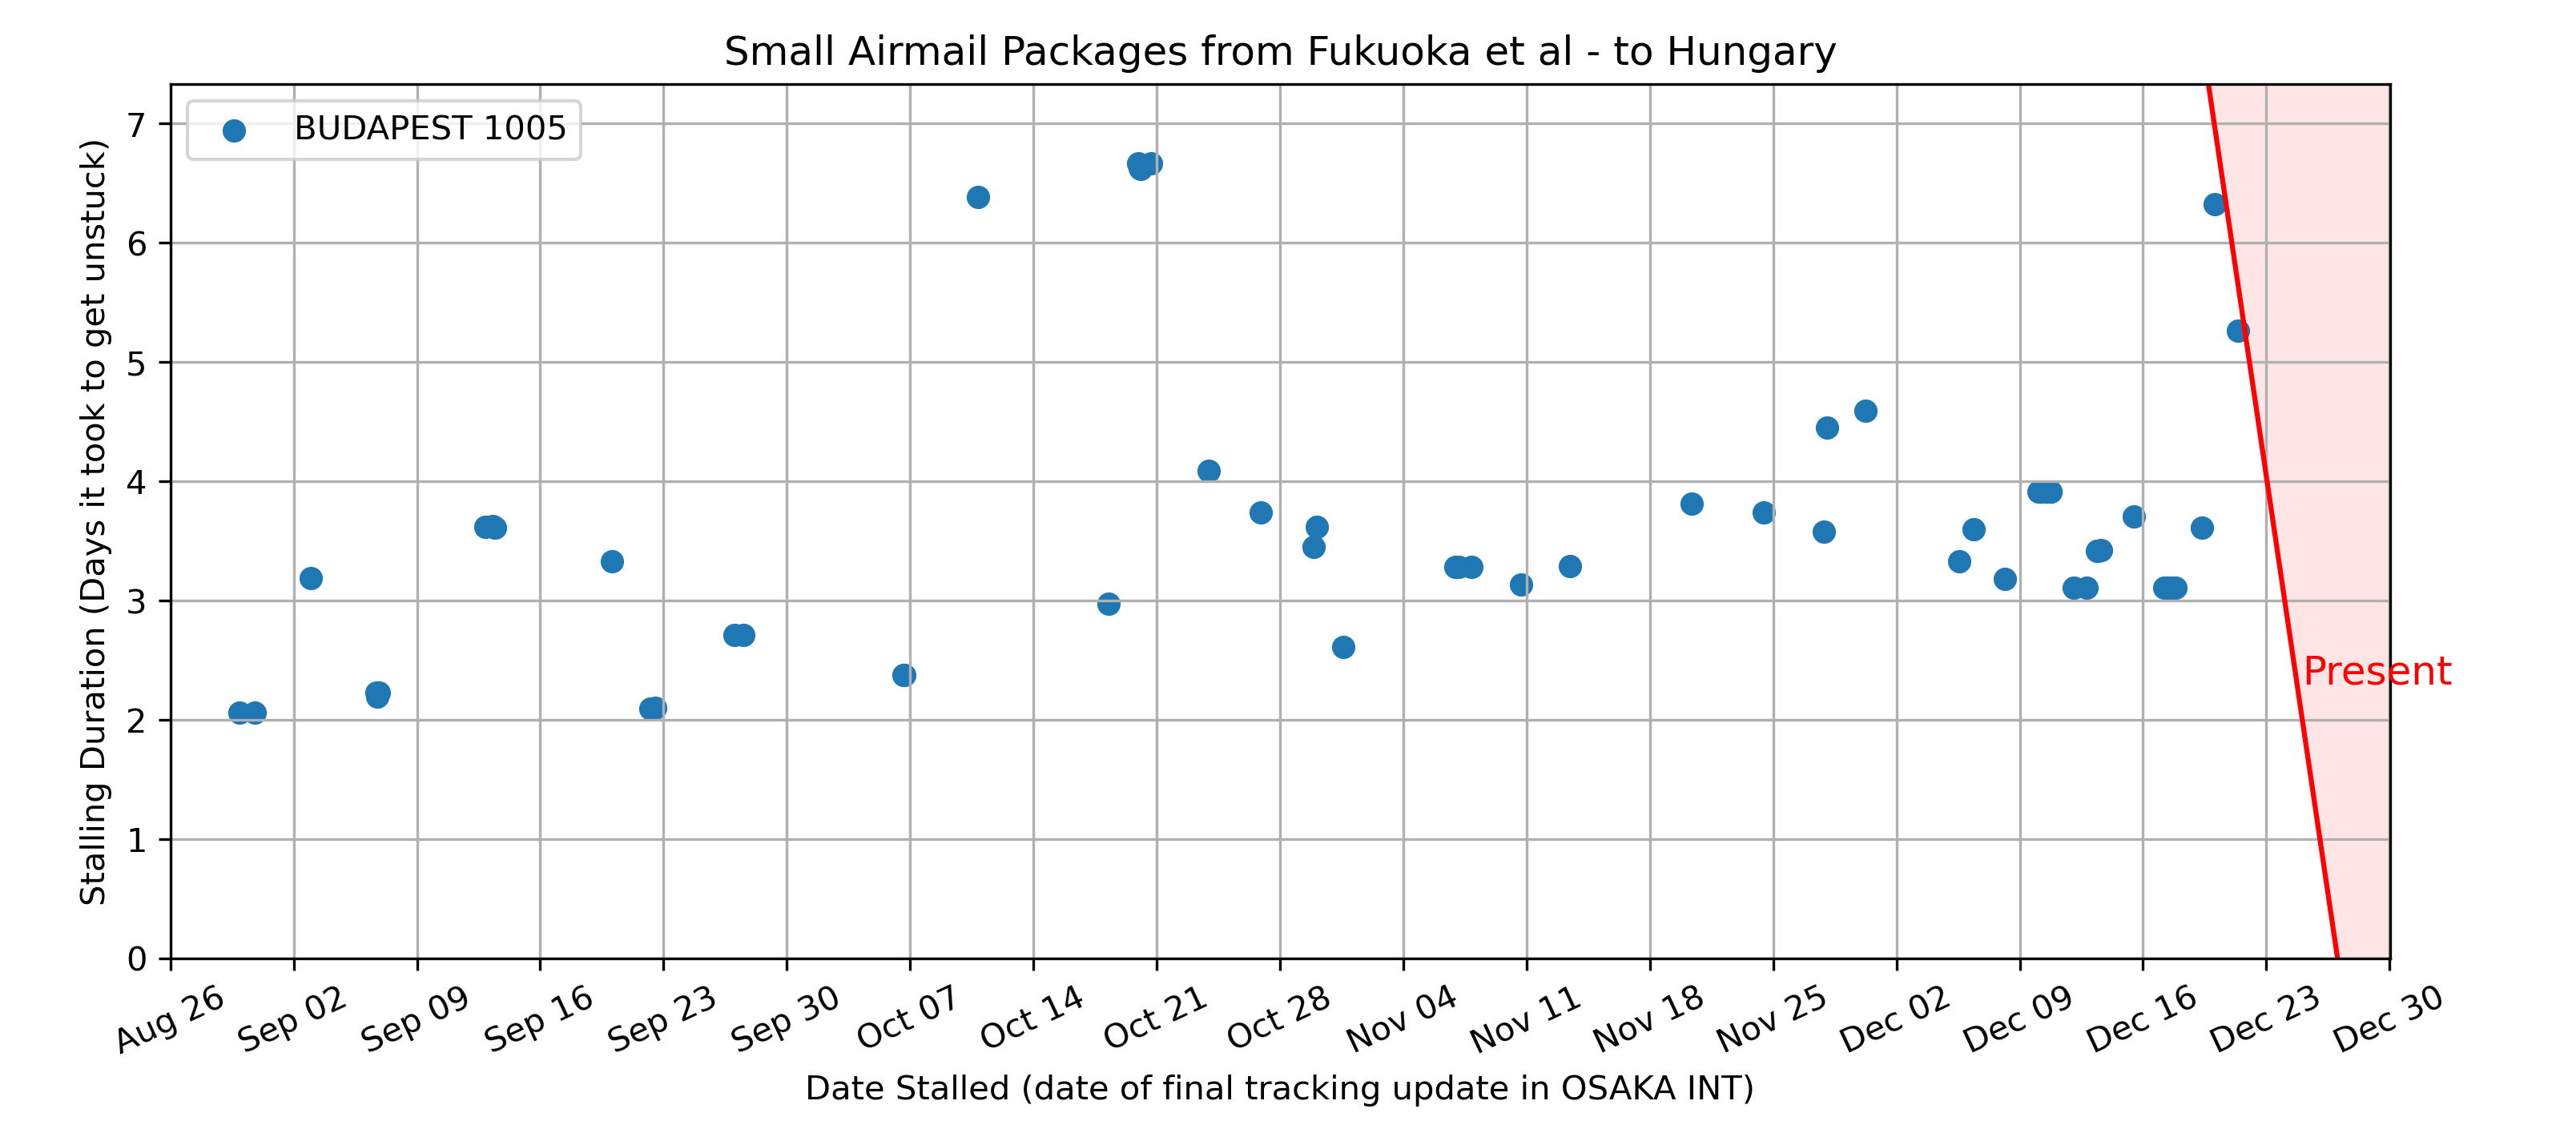 Small Airmail Packages from Fukuoka et al - to Hungary
BUDAPEST 1005
Stalling Duration (Days it took to get unstuck)
7
6
5
4
3
2
1
0
Present
Aug 26
Sep 02
Sep 09
Sep 16
Sep 23
Sep 30
Oct 07
Oct 14
Oct 21
Oct 28
Nov 04
Nov 11
Nov 18
Nov 25
Dec 02
Dec 09
Dec 16
Dec 23
Dec 30
Date Stalled (date of final tracking update in OSAKA INT)